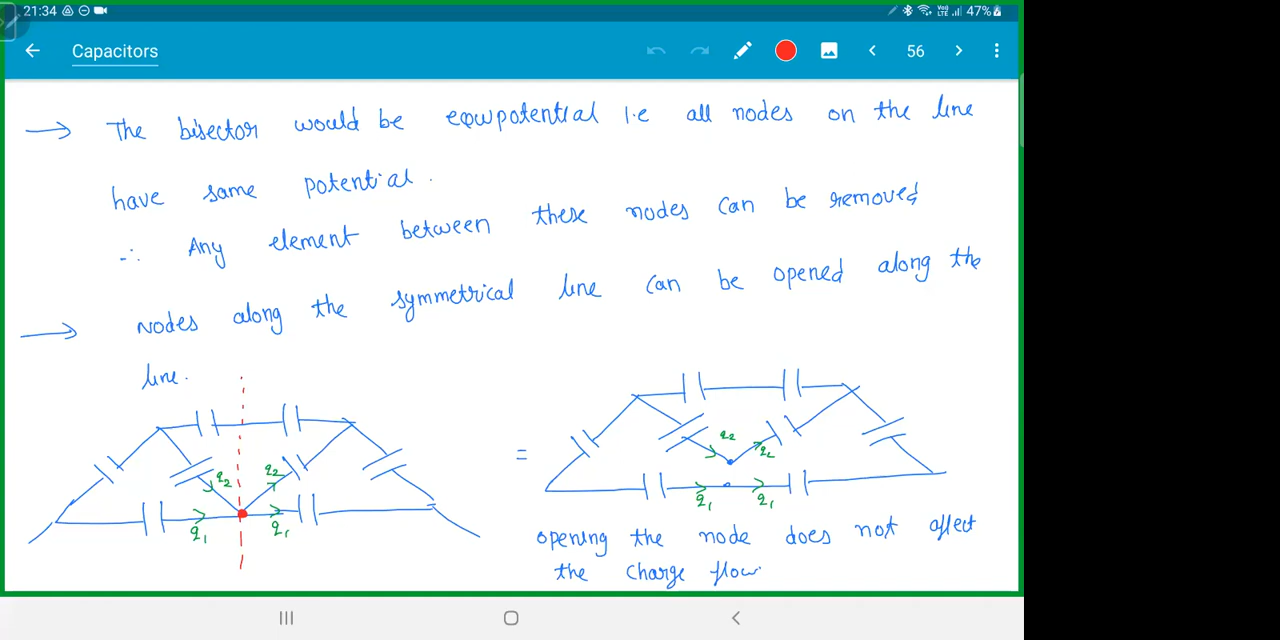 21:34
47%
Capacitors
56
The bisector would be equipotential i.e all nodes on the line
have same potential.
∴ Any element between these nodes can be removed
Nodes along the symmetrical line can be opened along the
line.
q2
q2
q1
q1
=
q2
q2
q1
q1
opening the node does not affect
the charge flow.